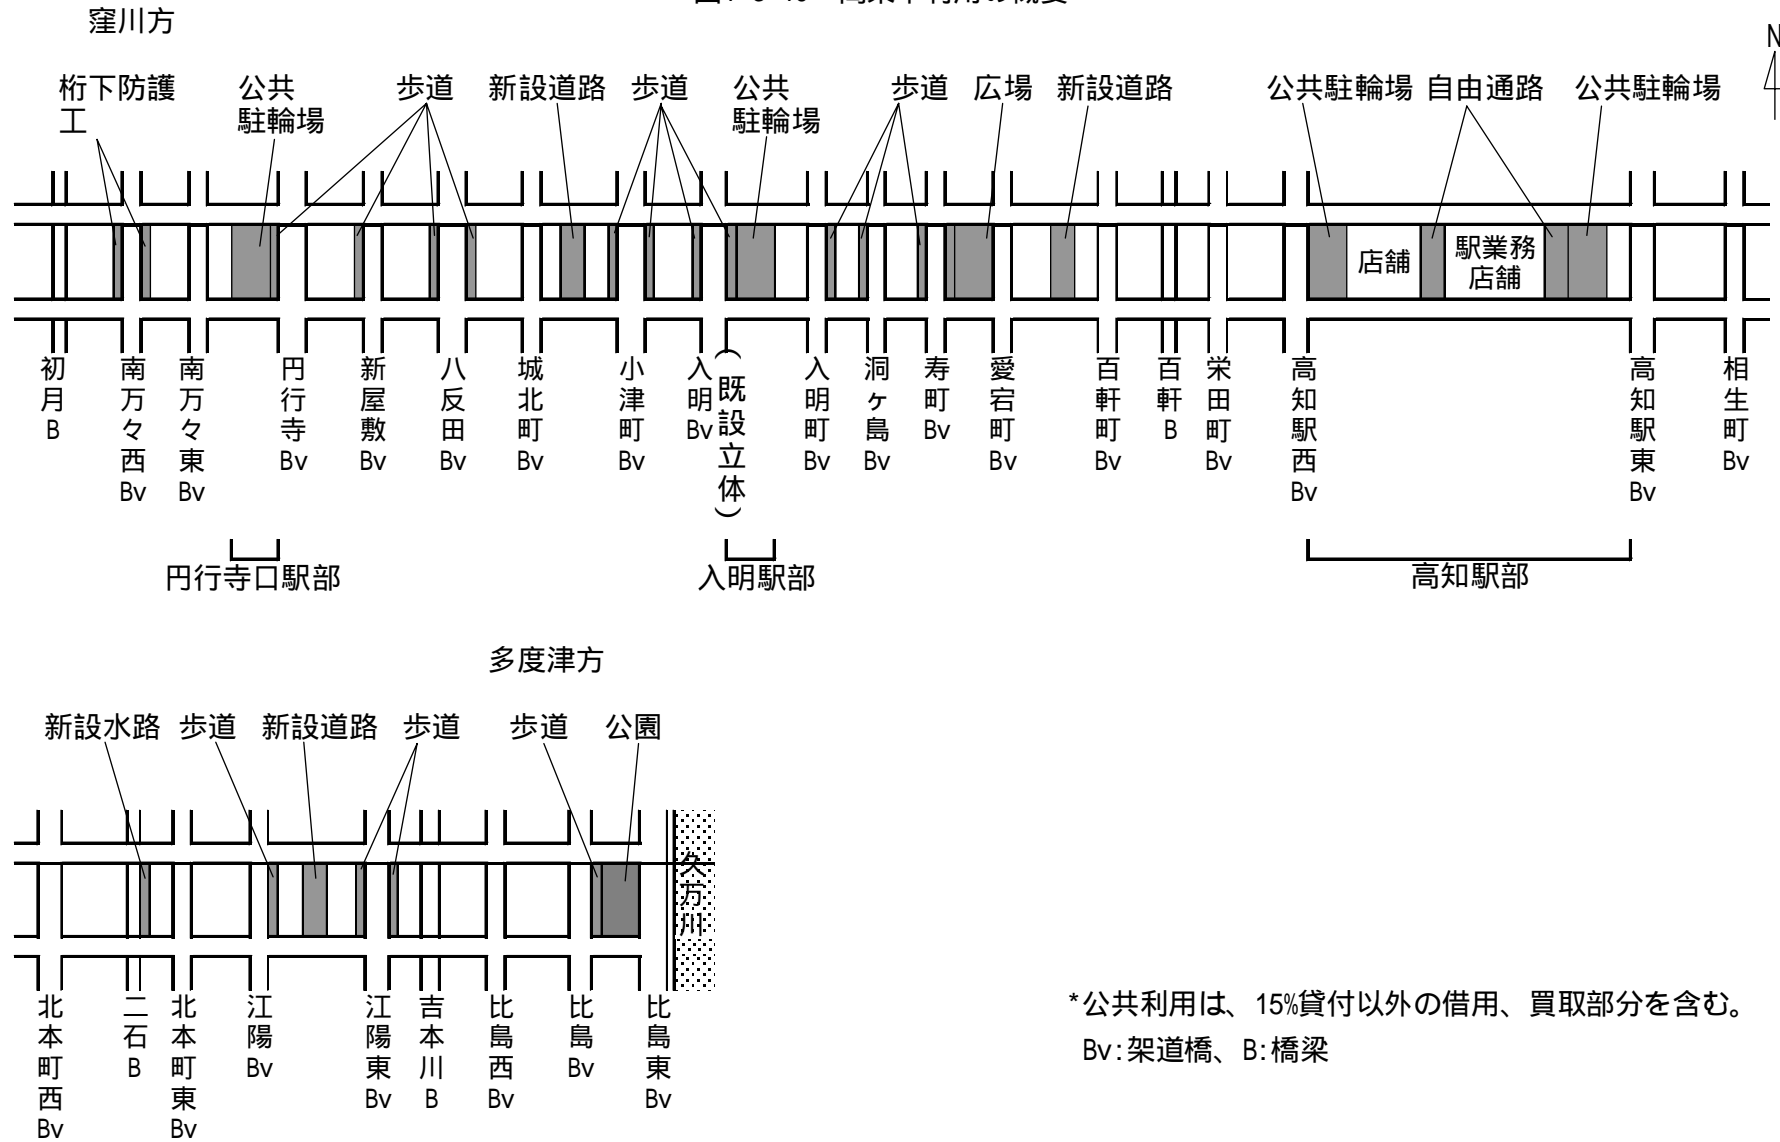 窪川方
N
桁下防護
工
公共
駐輪場
歩道
新設道路
歩道
公共
駐輪場
歩道
広場
新設道路
公共駐輪場
自由通路
公共駐輪場
店舗
駅業務
店舗
初月B
南万々西Bv
南万々東Bv
円行寺Bv
新屋敷Bv
八反田Bv
城北町Bv
小津町Bv
入明Bv
(既設立体)
入明町Bv
洞ヶ島Bv
寿町Bv
愛宕町Bv
百軒町Bv
百軒B
栄田町Bv
高知駅西Bv
高知駅東Bv
相生町Bv
円行寺口駅部
入明駅部
高知駅部
多度津方
新設水路
歩道
新設道路
歩道
歩道
公園
久万川
北本町西Bv
二石B
北本町東Bv
江陽Bv
江陽東Bv
吉本川B
比島西Bv
比島Bv
比島東Bv
*公共利用は、15%貸付以外の借用、買取部分を含む。
Bv:架道橋、B:橋梁